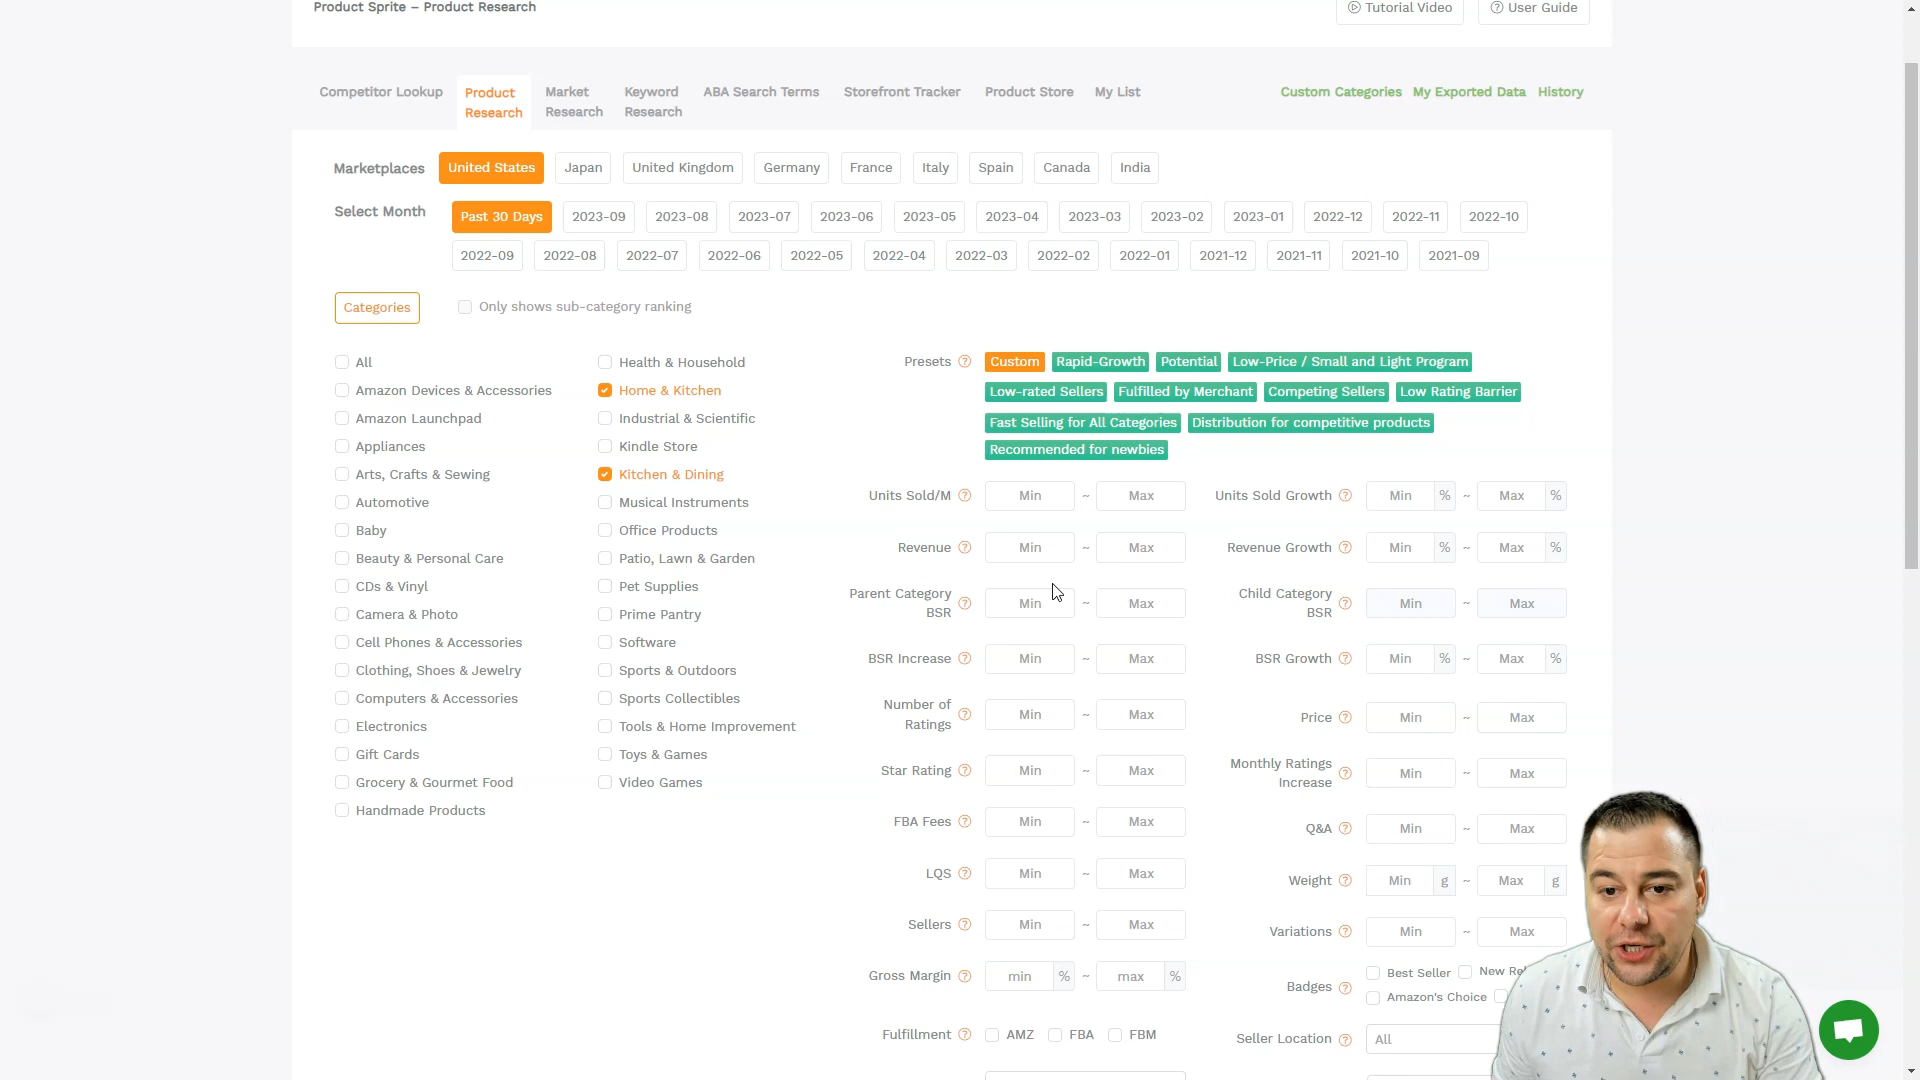 Product Sprite – Product Research
Tutorial Video
User Guide
Competitor Lookup
Product Research
Market Research
Keyword Research
ABA Search Terms
Storefront Tracker
Product Store
My List
Custom Categories
My Exported Data
History
Marketplaces
United States
Japan
United Kingdom
Germany
France
Italy
Spain
Canada
India
Select Month
Past 30 Days
2023-09
2023-08
2023-07
2023-06
2023-05
2023-04
2023-03
2023-02
2023-01
2022-12
2022-11
2022-10
2022-09
2022-08
2022-07
2022-06
2022-05
2022-04
2022-03
2022-02
2022-01
2021-12
2021-11
2021-10
2021-09
Categories
Only shows sub-category ranking
All
Amazon Devices & Accessories
Amazon Launchpad
Appliances
Arts, Crafts & Sewing
Automotive
Baby
Beauty & Personal Care
CDs & Vinyl
Camera & Photo
Cell Phones & Accessories
Clothing, Shoes & Jewelry
Computers & Accessories
Electronics
Gift Cards
Grocery & Gourmet Food
Handmade Products
Health & Household
Home & Kitchen
Industrial & Scientific
Kindle Store
Kitchen & Dining
Musical Instruments
Office Products
Patio, Lawn & Garden
Pet Supplies
Prime Pantry
Software
Sports & Outdoors
Sports Collectibles
Tools & Home Improvement
Toys & Games
Video Games
Presets ?
Custom
Rapid-Growth
Potential
Low-Price / Small and Light Program
Low-rated Sellers
Fulfilled by Merchant
Competing Sellers
Low Rating Barrier
Fast Selling for All Categories
Distribution for competitive products
Recommended for newbies
Units Sold/M ? Min ~ Max
Units Sold Growth ? Min % ~ Max %
Revenue ? Min ~ Max
Revenue Growth ? Min % ~ Max %
Parent Category BSR ? Min ~ Max
Child Category BSR ? Min ~ Max
BSR Increase ? Min ~ Max
BSR Growth ? Min % ~ Max %
Number of Ratings ? Min ~ Max
Price ? Min ~ Max
Star Rating ? Min ~ Max
Monthly Ratings Increase ? Min ~ Max
FBA Fees ? Min ~ Max
Q&A ? Min ~ Max
LQS ? Min ~ Max
Weight ? Min g ~ Max g
Sellers ? Min ~ Max
Variations ? Min ~ Max
Gross Margin ? min % ~ max %
Badges ? Best Seller New Rel
Amazon's Choice
Fulfillment ? AMZ FBA FBM
Seller Location ? All